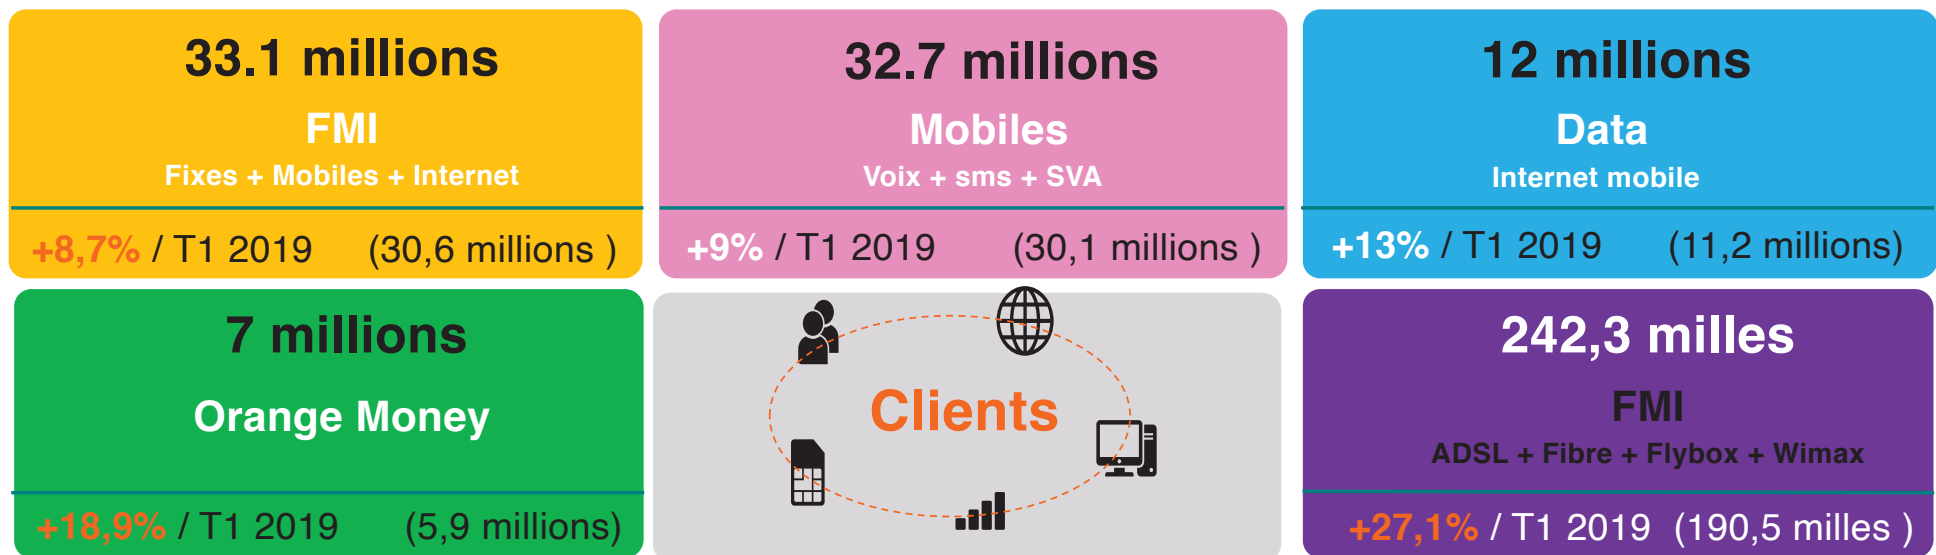 33.1 millions
FMI
Fixes + Mobiles + Internet
+8,7% / T1 2019 (30,6 millions )
32.7 millions
Mobiles
Voix + sms + SVA
+9% / T1 2019 (30,1 millions )
12 millions
Data
Internet mobile
+13% / T1 2019 (11,2 millions)
7 millions
Orange Money
+18,9% / T1 2019 (5,9 millions)
Clients
242,3 milles
FMI
ADSL + Fibre + Flybox + Wimax
+27,1% / T1 2019 (190,5 milles )